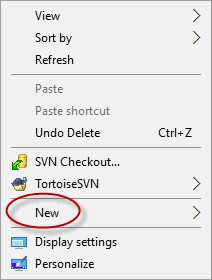 View
Sort by
Refresh
Paste
Paste shortcut
Undo Delete Ctrl+Z
SVN Checkout...
TortoiseSVN
New
Display settings
Personalize